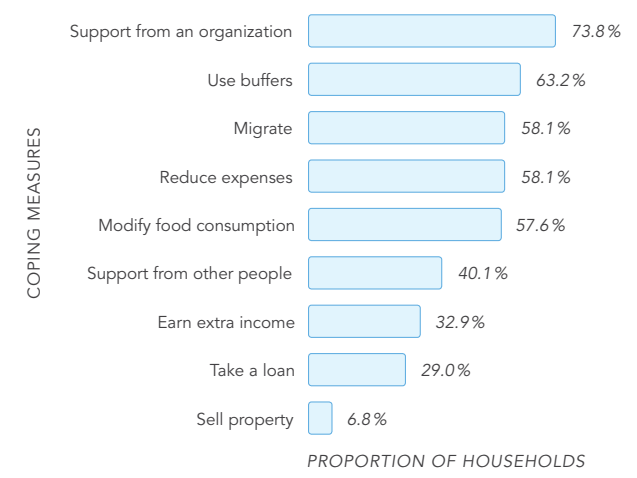 Support from an organization 73.8%
Use buffers 63.2%
Migrate 58.1%
Reduce expenses 58.1%
Modify food consumption 57.6%
Support from other people 40.1%
Earn extra income 32.9%
Take a loan 29.0%
Sell property 6.8%
COPING MEASURES
PROPORTION OF HOUSEHOLDS